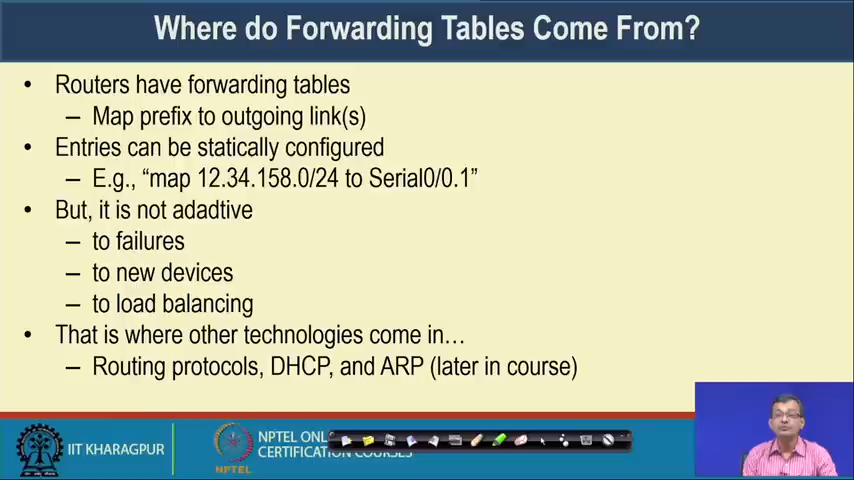 Where do Forwarding Tables Come From?
• Routers have forwarding tables
– Map prefix to outgoing link(s)
• Entries can be statically configured
– E.g., “map 12.34.158.0/24 to Serial0/0.1”
• But, it is not adadtive
– to failures
– to new devices
– to load balancing
• That is where other technologies come in…
– Routing protocols, DHCP, and ARP (later in course)
IIT KHARAGPUR
NPTEL
NPTEL
CERTIFICATION COURSES